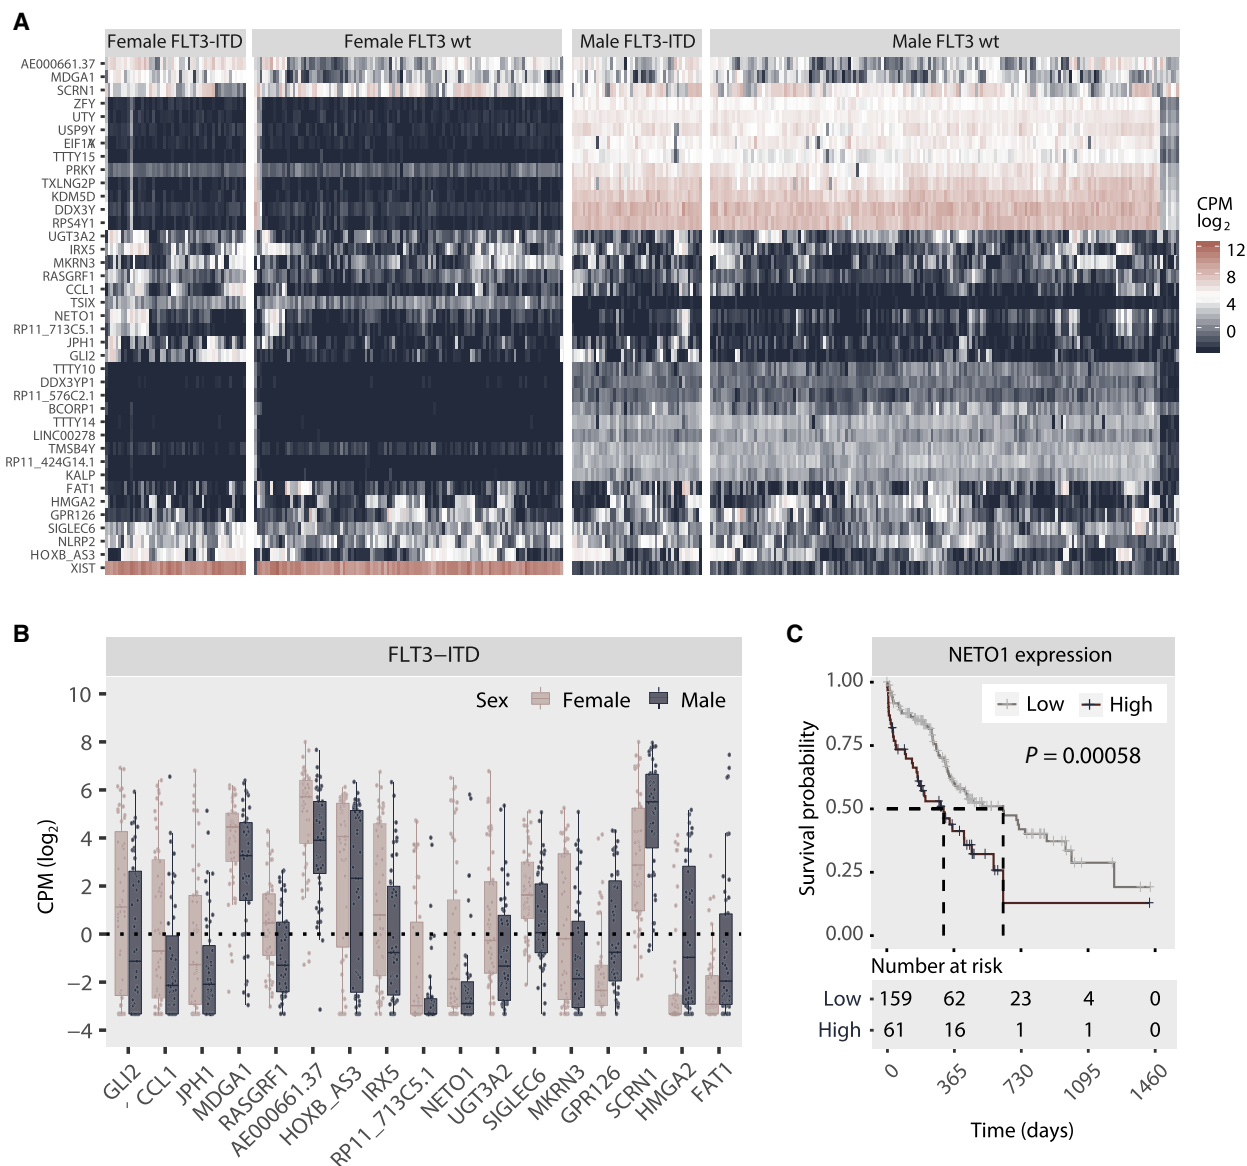 A
Female FLT3-ITD
Female FLT3 wt
Male FLT3-ITD
Male FLT3 wt
AE000661.37
MDGA1
SCRN1
ZFY
UTY
USP9Y
TTTY15
PRKY
TXLNG2P
KDM5D
DDX3Y
RPS4Y1
UGT3A2
IRX5
MKRN3
RASGRF1
CCL1
TSIX
NETO1
RP11_713C5.1
JPH1
GLI2
TTTY10
DDX3YP1
RP11_576C2.1
BCORP1
TTTY14
LINC00278
TMSB4Y
RP11_424G14.1
KALP
FAT1
HMGA2
GPR126
SIGLEC6
NLRP2
HOXB_AS3
XIST
CPM
log2
12
8
4
0
B
FLT3−ITD
Sex Female Male
CPM (log2)
10
8
6
4
2
0
−2
−4
GLI2
´ CCL1
JPH1
MDGA1
RASGRF1
AE000661.37
HOXB_AS3
IRX5
RP11_713C5.1
NETO1
UGT3A2
SIGLEC6
MKRN3
GPR126
SCRN1
HMGA2
FAT1
C
NETO1 expression
Low High
P = 0.00058
Survival probability
1.00
0.75
0.50
0.25
0.00
Number at risk
Low 159 62 23 4 0
High 61 16 1 1 0
0 365 730 1095 1460
Time (days)